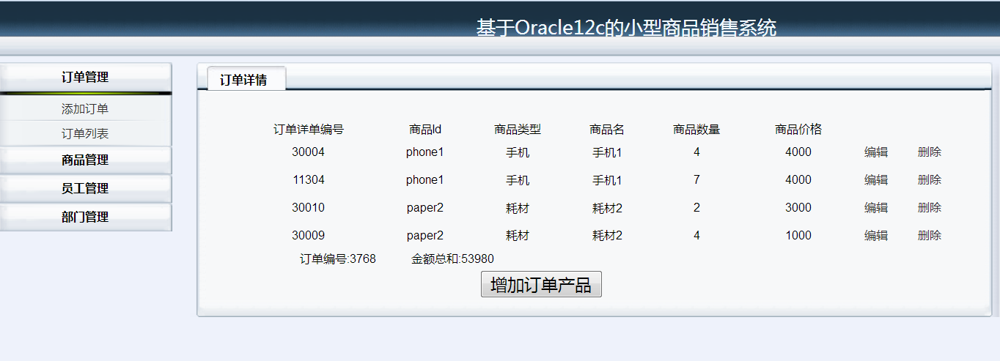 基于Oracle12c的小型商品销售系统
订单管理
添加订单
订单列表
商品管理
员工管理
部门管理
订单详情
订单详单编号 商品Id 商品类型 商品名 商品数量 商品价格
30004 phone1 手机 手机1 4 4000 编辑 删除
11304 phone1 手机 手机1 7 4000 编辑 删除
30010 paper2 耗材 耗材2 2 3000 编辑 删除
30009 paper2 耗材 耗材2 4 1000 编辑 删除
订单编号:3768 金额总和:53980
增加订单产品